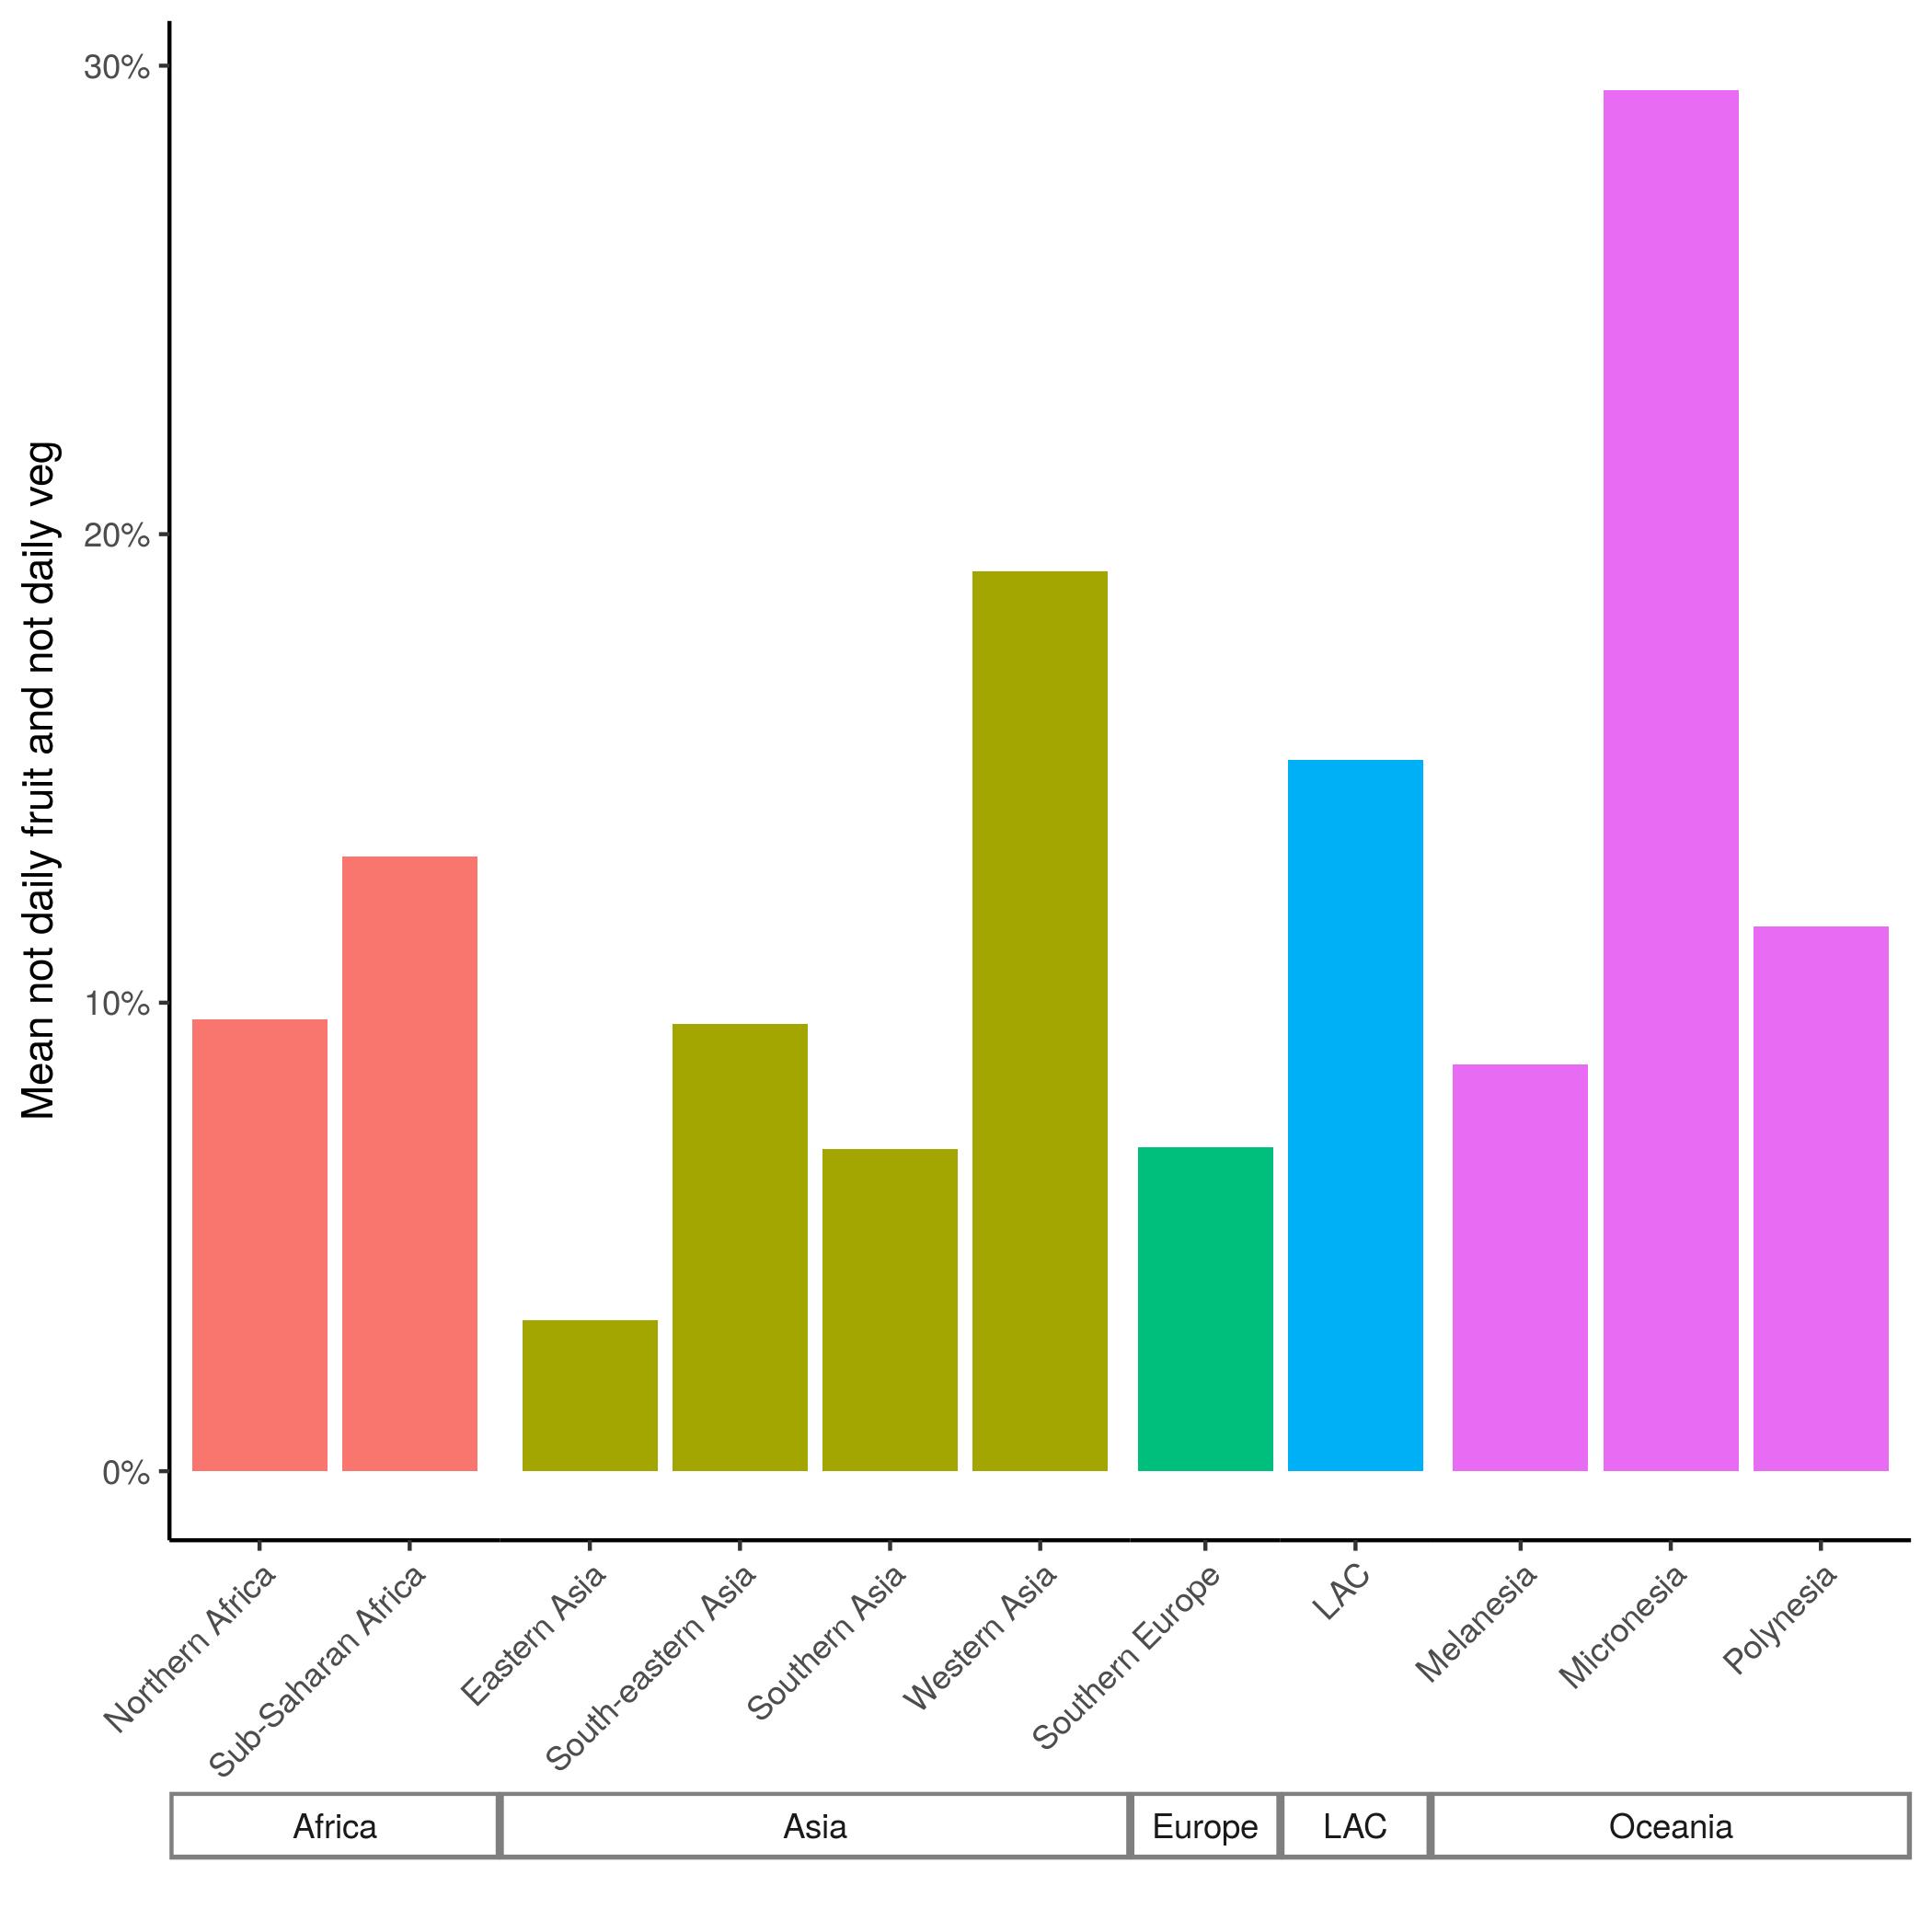 Mean not daily fruit and not daily veg
30%
20%
10%
0%
Northern Africa
Sub-Saharan Africa
Eastern Asia
South-eastern Asia
Southern Asia
Western Asia
Southern Europe
LAC
Melanesia
Micronesia
Polynesia
Africa
Asia
Europe
LAC
Oceania